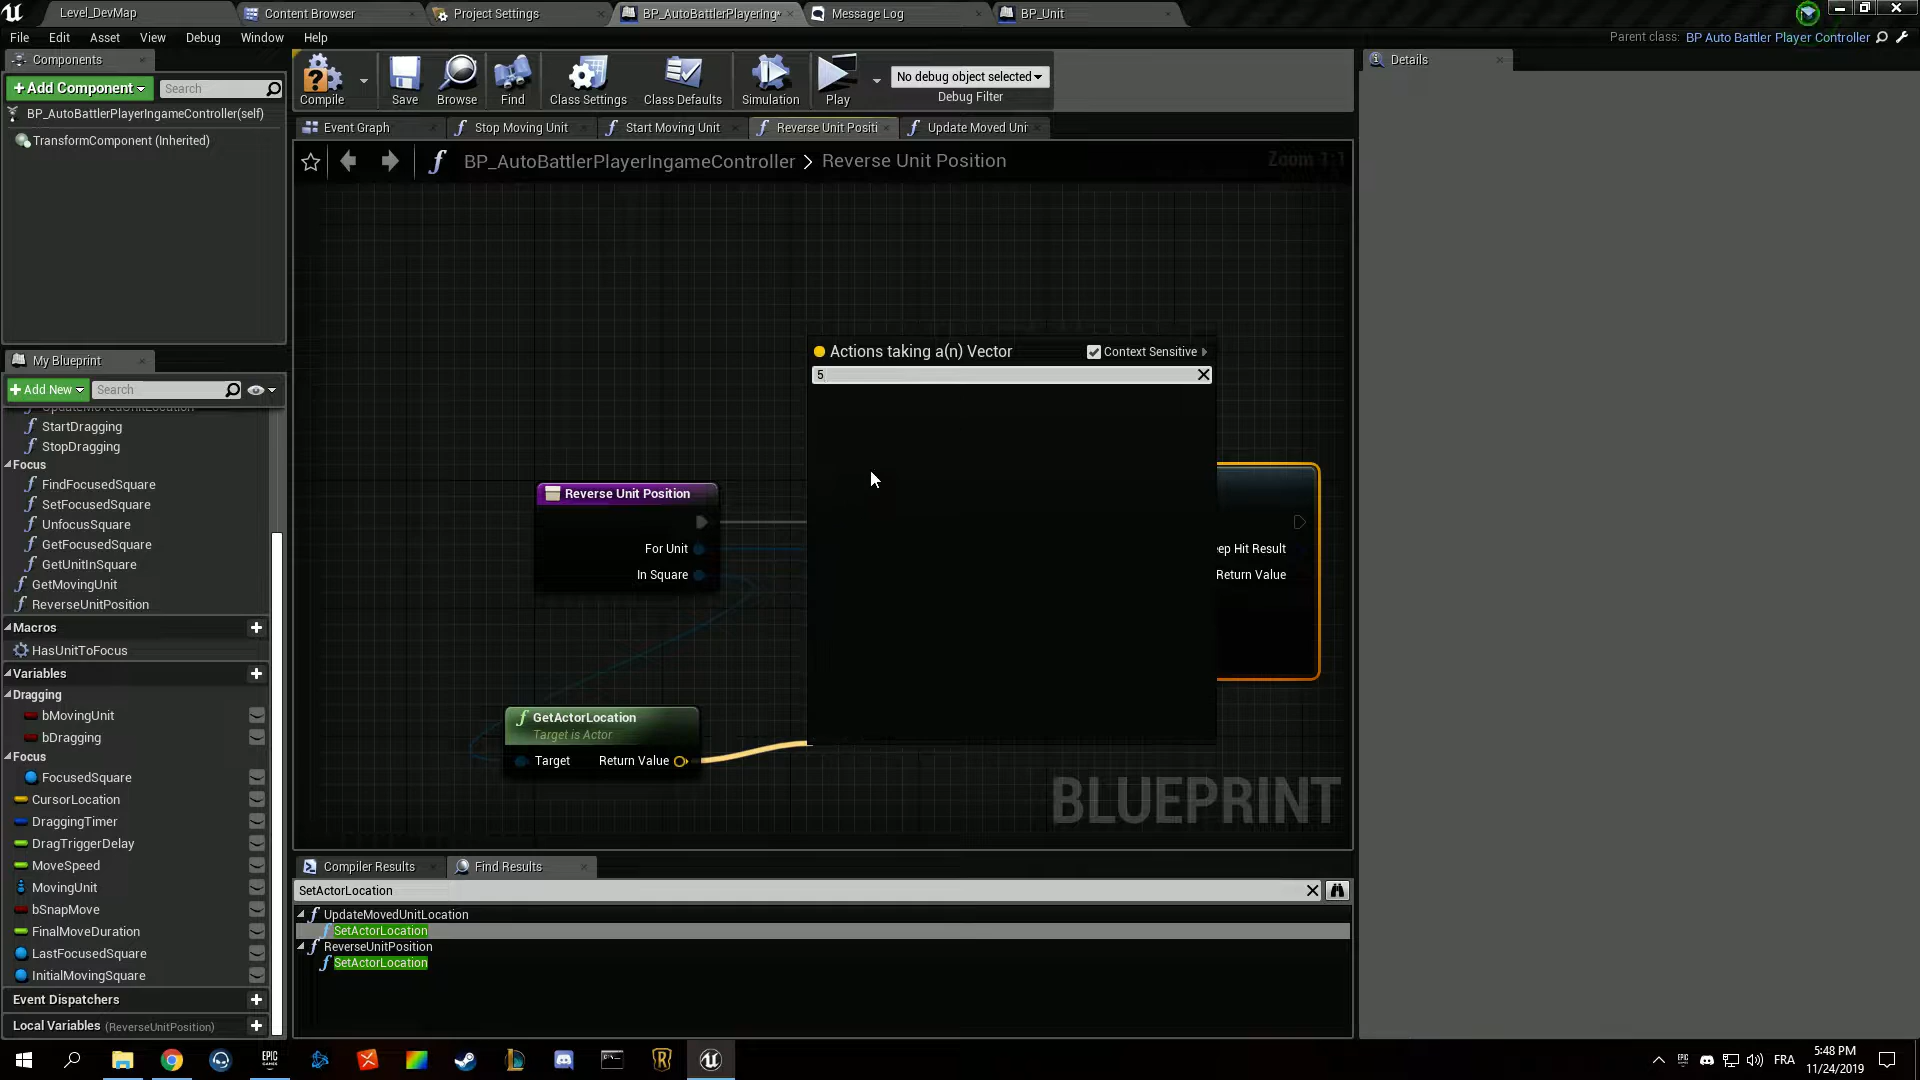 Level_DevMap
Content Browser
Project Settings
BP_AutoBattlerPlayerIng*
Message Log
BP_Unit
File Edit Asset View Debug Window Help
Parent class: BP Auto Battler Player Controller
Components
+Add Component
Search
BP_AutoBattlerPlayerIngameController(self)
TransformComponent (Inherited)
Compile
Save
Browse
Find
Class Settings
Class Defaults
Simulation
Play
No debug object selected
Debug Filter
Details
Event Graph
Stop Moving Unit
Start Moving Unit
Reverse Unit Positi
Update Moved Uni
BP_AutoBattlerPlayerIngameController > Reverse Unit Position
Zoom 1:1
My Blueprint
+Add New
Search
UpdateMovedUnitLocation
StartDragging
StopDragging
Focus
FindFocusedSquare
SetFocusedSquare
UnfocusSquare
GetFocusedSquare
GetUnitInSquare
GetMovingUnit
ReverseUnitPosition
Macros
HasUnitToFocus
Variables
Dragging
bMovingUnit
bDragging
Focus
FocusedSquare
CursorLocation
DraggingTimer
DragTriggerDelay
MoveSpeed
MovingUnit
bSnapMove
FinalMoveDuration
LastFocusedSquare
InitialMovingSquare
Event Dispatchers
Local Variables (ReverseUnitPosition)
Actions taking a(n) Vector
Context Sensitive
5
Reverse Unit Position
For Unit
In Square
eep Hit Result
Return Value
GetActorLocation
Target is Actor
Target
Return Value
BLUEPRINT
Compiler Results
Find Results
SetActorLocation
UpdateMovedUnitLocation
SetActorLocation
ReverseUnitPosition
SetActorLocation
EPIC
GAMES
FRA
5:48 PM
11/24/2019